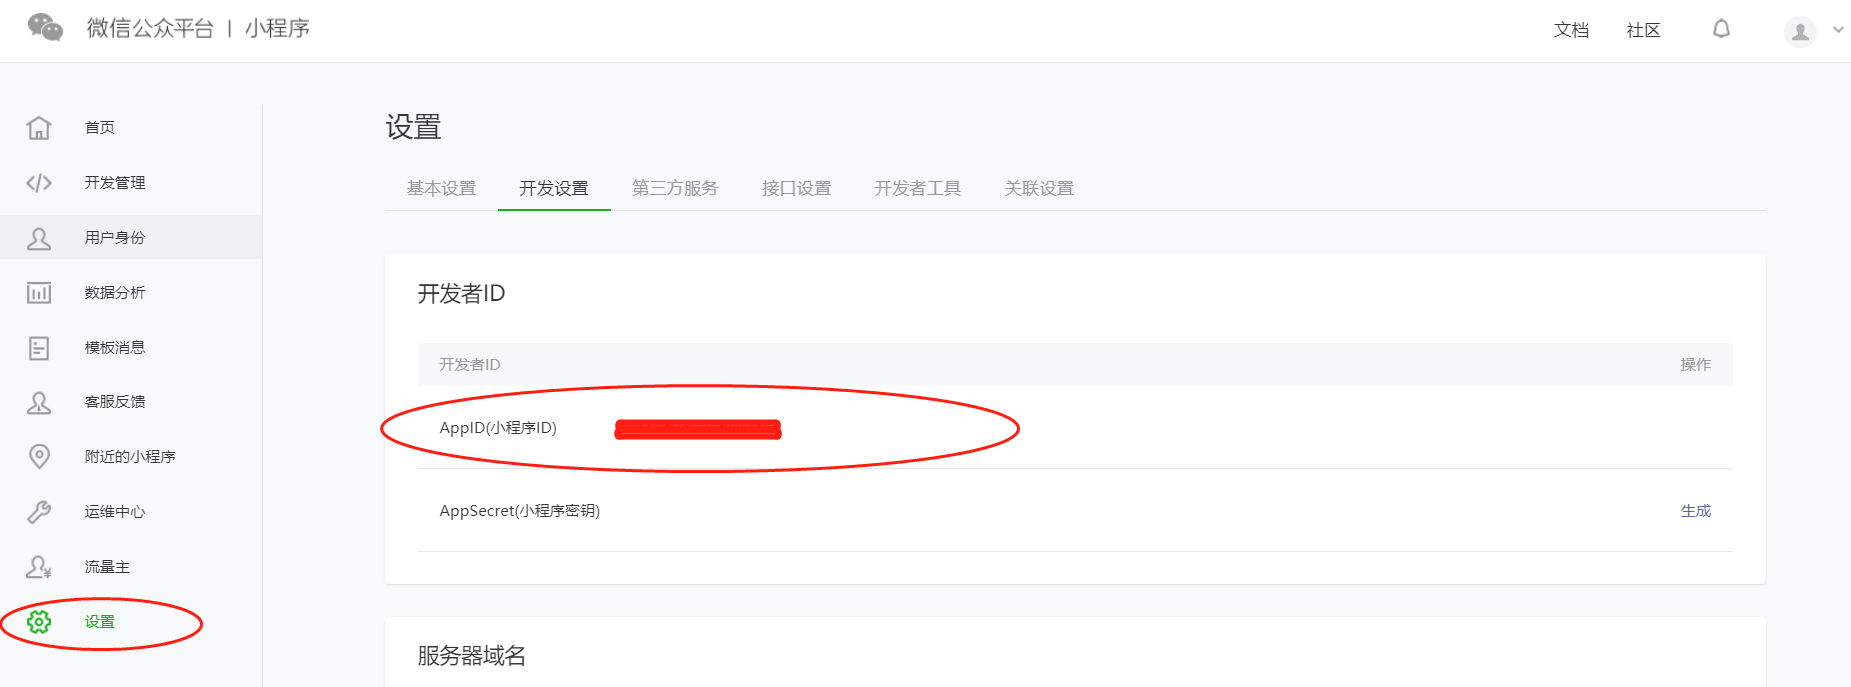 微信公众平台 | 小程序
文档 社区
首页
开发管理
用户身份
数据分析
模板消息
客服反馈
附近的小程序
运维中心
流量主
设置
设置
基本设置 开发设置 第三方服务 接口设置 开发者工具 关联设置
开发者ID
开发者ID 操作
AppID(小程序ID)
AppSecret(小程序密钥) 生成
服务器域名